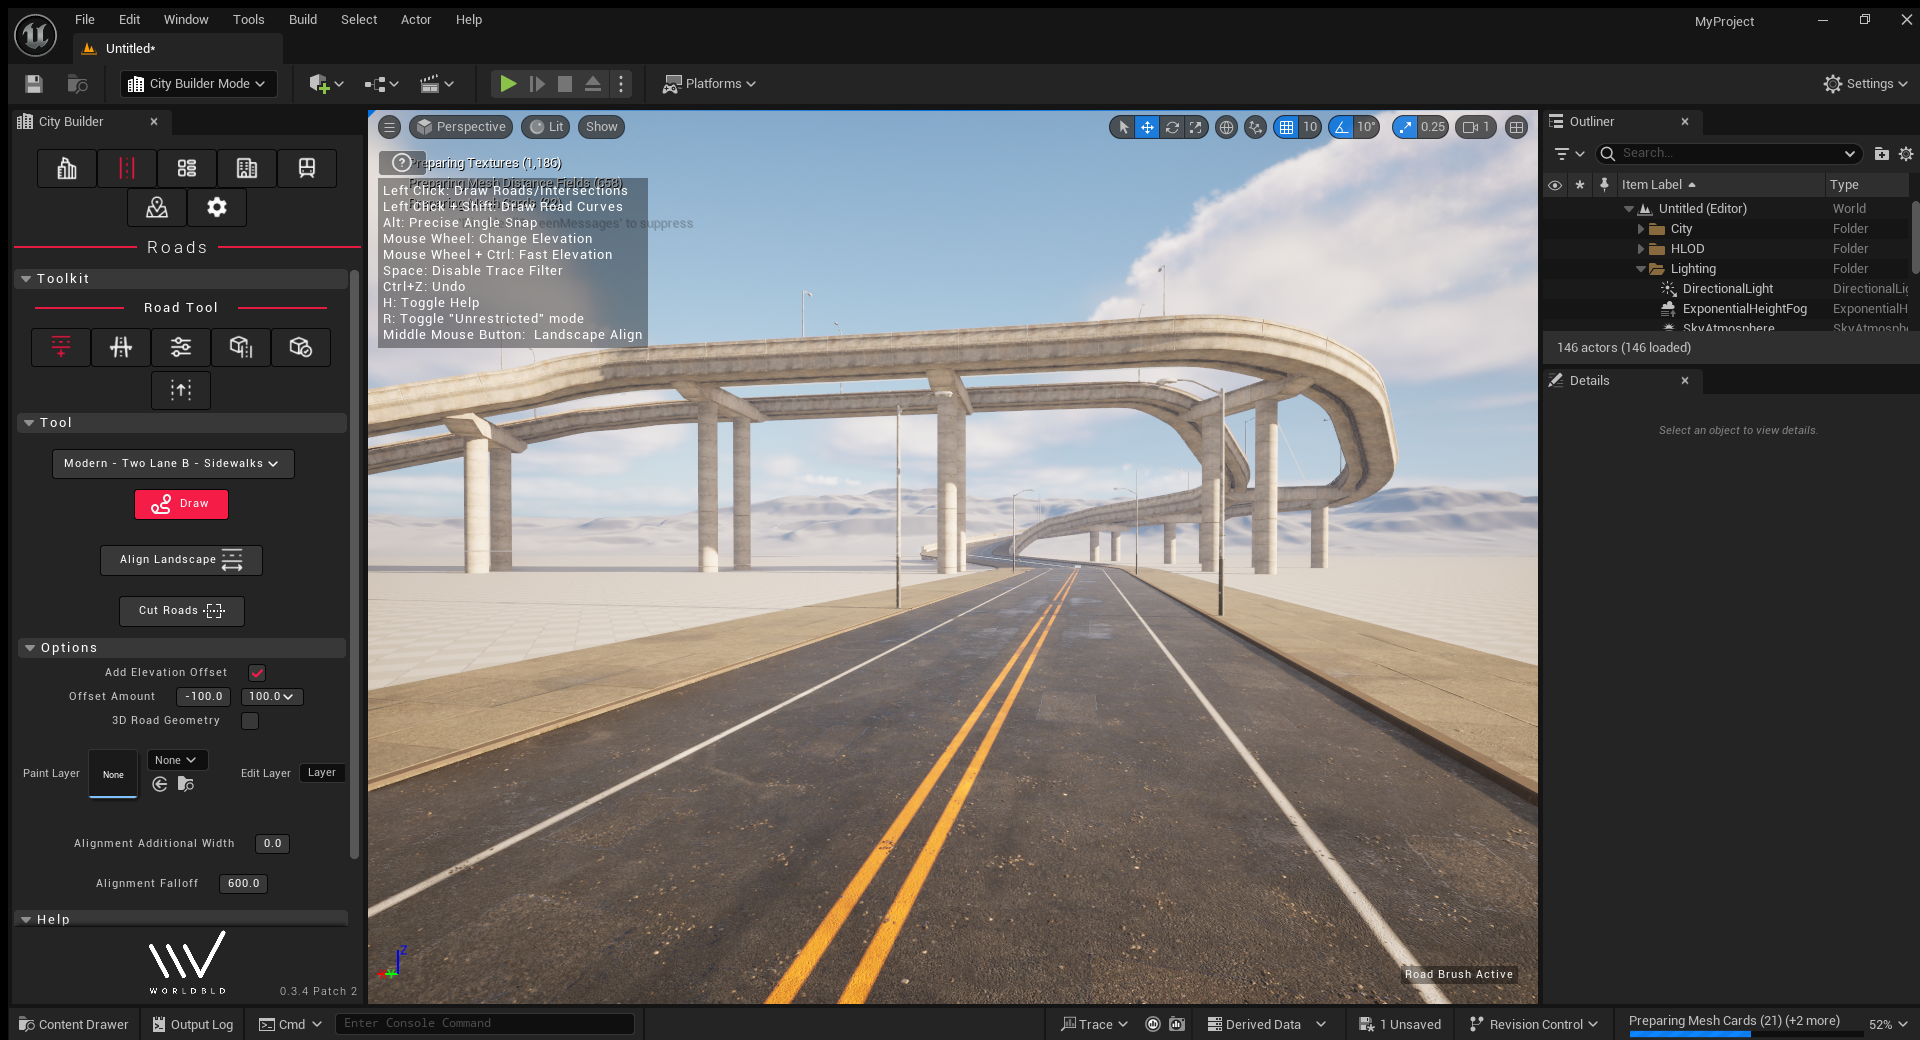 File Edit Window Tools Build Select Actor Help
MyProject
Untitled*
City Builder Mode
Platforms
Settings
City Builder
Perspective
Lit
Show
10
10°
0.25
1
Outliner
Preparing Textures (1,186)
Preparing Mesh Distance Fields (658)
Left Click: Draw Roads/Intersections
Left Click + Shift: Draw Road Curves
Alt: Precise Angle Snap
eenMessages' to suppress
Mouse Wheel: Change Elevation
Mouse Wheel + Ctrl: Fast Elevation
Space: Disable Trace Filter
Ctrl+Z: Undo
H: Toggle Help
R: Toggle "Unrestricted" mode
Middle Mouse Button: Landscape Align
Search...
Item Label
Type
Untitled (Editor) World
City Folder
HLOD Folder
Lighting Folder
DirectionalLight DirectionalLig
ExponentialHeightFog ExponentialH
SkyAtmosphere SkyAtmosph
146 actors (146 loaded)
Details
Select an object to view details.
Roads
Toolkit
Road Tool
Tool
Modern - Two Lane B - Sidewalks
Draw
Align Landscape
Cut Roads
Options
Add Elevation Offset
Offset Amount -100.0 100.0
3D Road Geometry
Paint Layer
None
None
Edit Layer
Layer
Alignment Additional Width 0.0
Alignment Falloff 600.0
Help
WORLDBLD
0.3.4 Patch 2
Z
Road Brush Active
Content Drawer
Output Log
Cmd
Enter Console Command
Trace
Derived Data
1 Unsaved
Revision Control
Preparing Mesh Cards (21) (+2 more)
52%